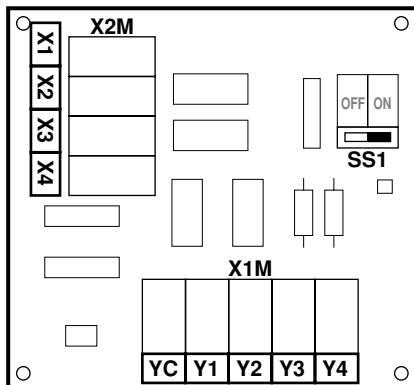 X2M
X1
X2
X3
X4
OFF ON
SS1
X1M
YC Y1 Y2 Y3 Y4